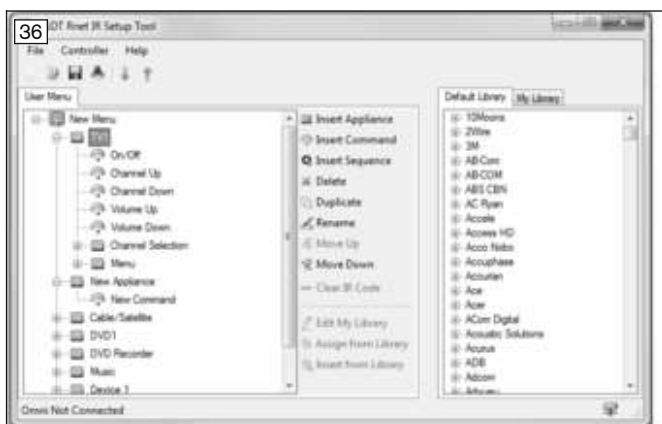 36
DT Rnet IR Setup Tool
File Controller Help
User Menu
New Menu
TV1
On/Off
Channel Up
Channel Down
Volume Up
Volume Down
Channel Selection
Menu
New Appliance
New Command
Cable/Satellite
DVD1
DVD Recorder
Music
Device 1
Insert Appliance
Insert Command
Insert Sequence
Delete
Duplicate
Rename
Move Up
Move Down
Clear IR Code
Edit My Library
Assign from Library
Insert from Library
Default Library My Library
10Moons
2Wire
3M
AB-Com
AB-COM
ABS CBN
AC Ryan
Accele
Access HD
Acco Nobo
Accuphase
Accurian
Ace
Acer
ACom Digital
Acoustic Solutions
Acurus
ADB
Adcom
Omni Not Connected